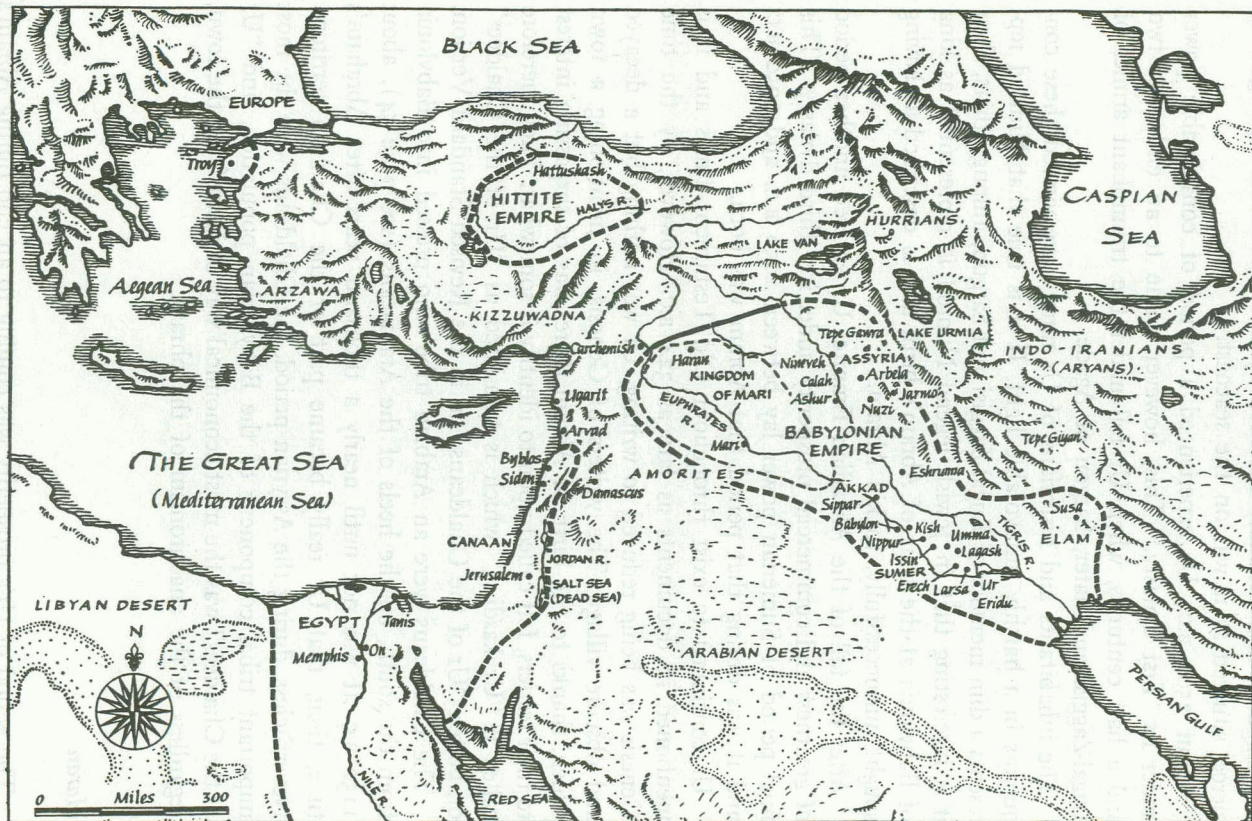 BLACK SEA
EUROPE
Troy
Hattushash
HITTITE
EMPIRE
HALYS R.
CASPIAN
SEA
HURRIANS
LAKE VAN
Aegean Sea
ARZAWA
KIZZUWADNA
Carchemish
Haran
KINGDOM
OF MARI
Tepe Gawra
LAKE URMIA
Nineveh
ASSYRIA
Calah
Arbela
Ashur
Jarmo
Nuzi
INDO-IRANIANS
(ARYANS)
Tepe Giyan
Ugarit
Arvad
EUPHRATES
R.
Mari
BABYLONIAN
EMPIRE
Eshnuma
THE GREAT SEA
(Mediterranean Sea)
Byblos
Sidon
Damascus
AMORITES
AKKAD
Sippar
Babylon
Kish
Nippur
Umma
Issin
Lagash
SUMER
Erech
Larsa
Ur
Eridu
TIGRIS R.
Susa
ELAM
CANAAN
JORDAN R.
Jerusalem
SALT SEA
(DEAD SEA)
LIBYAN DESERT
EGYPT
Tanis
On
Memphis
NILE R.
RED SEA
ARABIAN DESERT
PERSIAN GULF
N
0 Miles 300